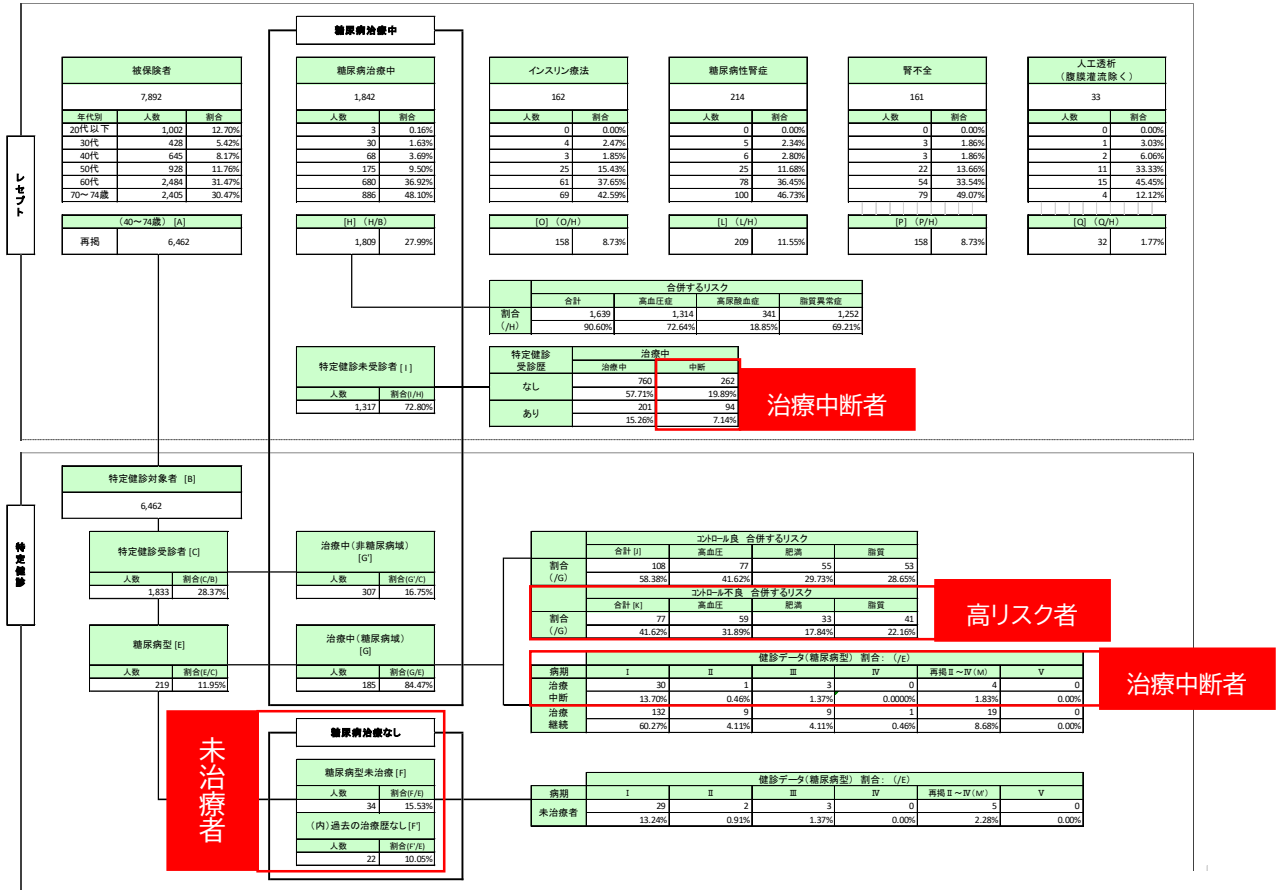 糖尿病治療中
被保険者
7,892
年代別 人数 割合
20代以下 1,002 12.70%
30代 428 5.42%
40代 645 8.17%
50代 928 11.76%
60代 2,484 31.47%
70～74歳 2,405 30.47%
(40～74歳) [A]
再掲 6,462
糖尿病治療中
1,842
人数 割合
3 0.16%
30 1.63%
68 3.69%
175 9.50%
680 36.92%
886 48.10%
[H] (H/B)
1,809 27.99%
インスリン療法
162
人数 割合
0 0.00%
4 2.47%
3 1.85%
25 15.43%
61 37.65%
69 42.59%
[O] (O/H)
158 8.73%
糖尿病性腎症
214
人数 割合
0 0.00%
5 2.34%
6 2.80%
25 11.68%
78 36.45%
100 46.73%
[L] (L/H)
209 11.55%
腎不全
161
人数 割合
0 0.00%
3 1.86%
3 1.86%
22 13.66%
54 33.54%
79 49.07%
[P] (P/H)
158 8.73%
人工透析
(腹膜灌流除く)
33
人数 割合
0 0.00%
1 3.03%
2 6.06%
11 33.33%
15 45.45%
4 12.12%
[Q] (Q/H)
32 1.77%
レセプト
合併するリスク
合計 高血圧症 高尿酸血症 脂質異常症
割合 1,639 1,314 341 1,252
(/H) 90.60% 72.64% 18.85% 69.21%
特定健診未受診者 [I]
人数 割合(I/H)
1,317 72.80%
特定健診
受診歴
治療中
治療中 中断
なし 760 262
57.71% 19.89%
あり 201 94
15.26% 7.14%
治療中断者
特定健診
特定健診対象者 [B]
6,462
特定健診受診者 [C]
人数 割合(C/B)
1,833 28.37%
治療中(非糖尿病域)
[G']
人数 割合(G'/C)
307 16.75%
糖尿病型 [E]
人数 割合(E/C)
219 11.95%
治療中(糖尿病域)
[G]
人数 割合(G/E)
185 84.47%
コントロール良 合併するリスク
合計 [J] 高血圧 肥満 脂質
割合 108 77 55 53
(/G) 58.38% 41.62% 29.73% 28.65%
コントロール不良 合併するリスク
合計 [K] 高血圧 肥満 脂質
割合 77 59 33 41
(/G) 41.62% 31.89% 17.84% 22.16%
高リスク者
健診データ(糖尿病型) 割合: (/E)
病期 Ⅰ Ⅱ Ⅲ Ⅳ 再掲Ⅱ～Ⅳ(M) Ⅴ
治療 30 1 3 0 4 0
中断 13.70% 0.46% 1.37% 0.0000% 1.83% 0.00%
治療 132 9 9 1 19 0
継続 60.27% 4.11% 4.11% 0.46% 8.68% 0.00%
治療中断者
糖尿病治療なし
未治療者
糖尿病型未治療 [F]
人数 割合(F/E)
34 15.53%
(内)過去の治療歴なし [F']
人数 割合(F'/E)
22 10.05%
健診データ(糖尿病型) 割合: (/E)
病期 Ⅰ Ⅱ Ⅲ Ⅳ 再掲Ⅱ～Ⅳ(M') Ⅴ
未治療者 29 2 3 0 5 0
13.24% 0.91% 1.37% 0.00% 2.28% 0.00%